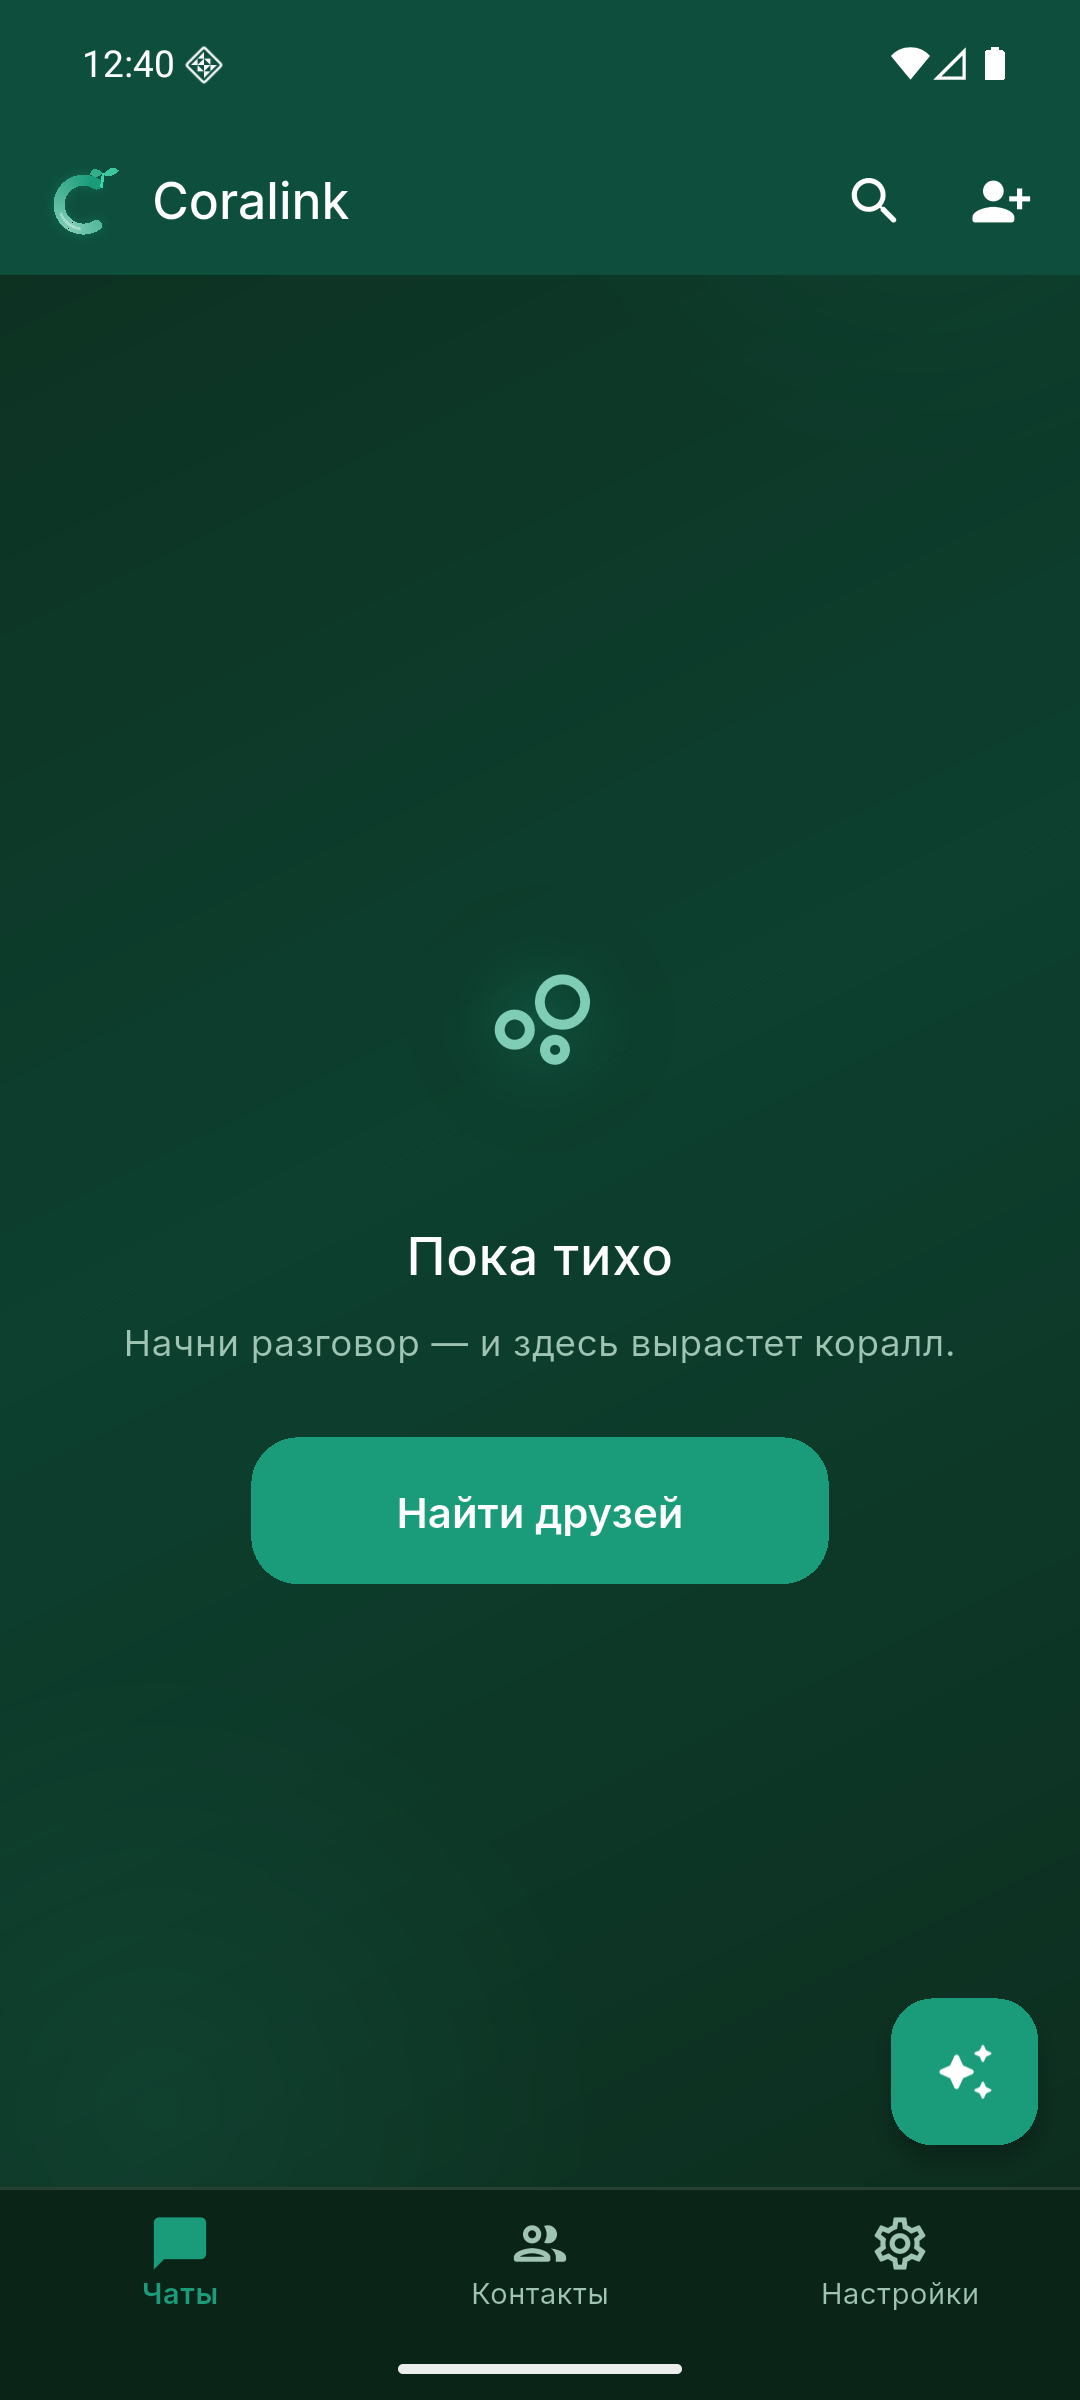 12:40
Coralink
Пока тихо
Начни разговор — и здесь вырастет коралл.
Найти друзей
Чаты
Контакты
Настройки